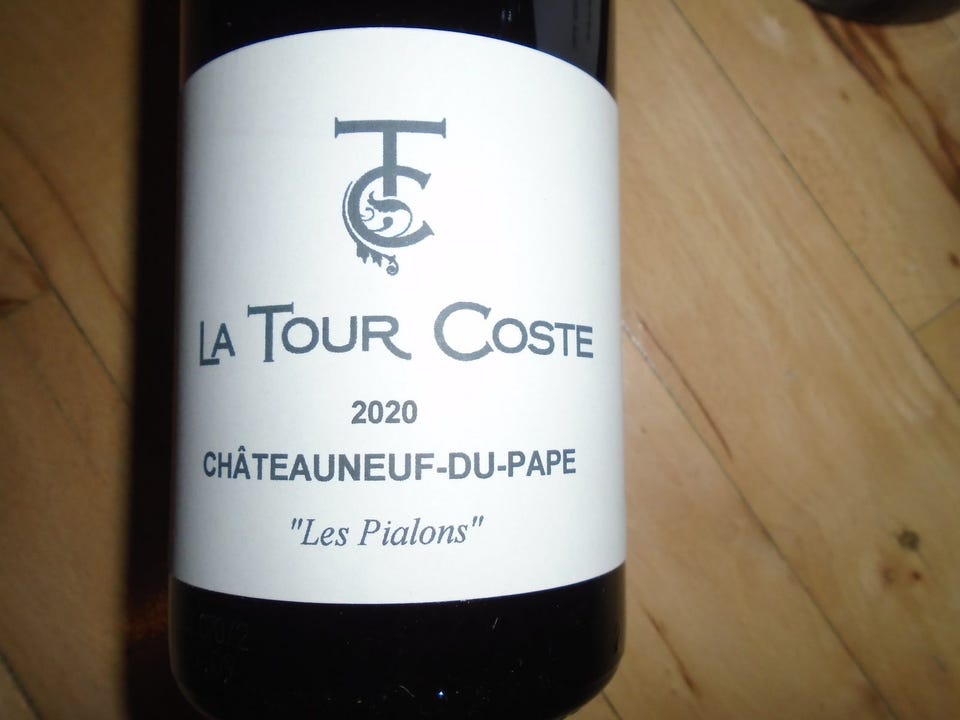 TC
LA TOUR COSTE
2020
CHÂTEAUNEUF-DU-PAPE
"Les Pialons"